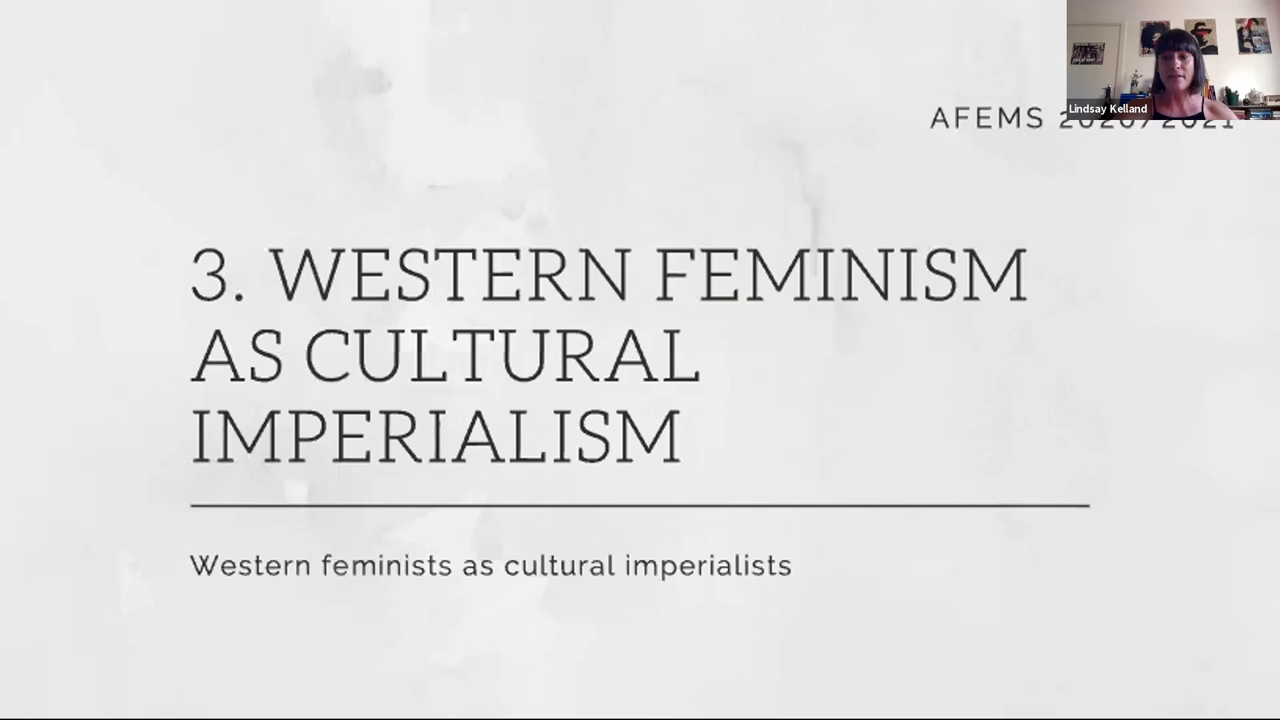 Lindsay Kelland
AFEMS 2020/2021
3. WESTERN FEMINISM
AS CULTURAL
IMPERIALISM
Western feminists as cultural imperialists